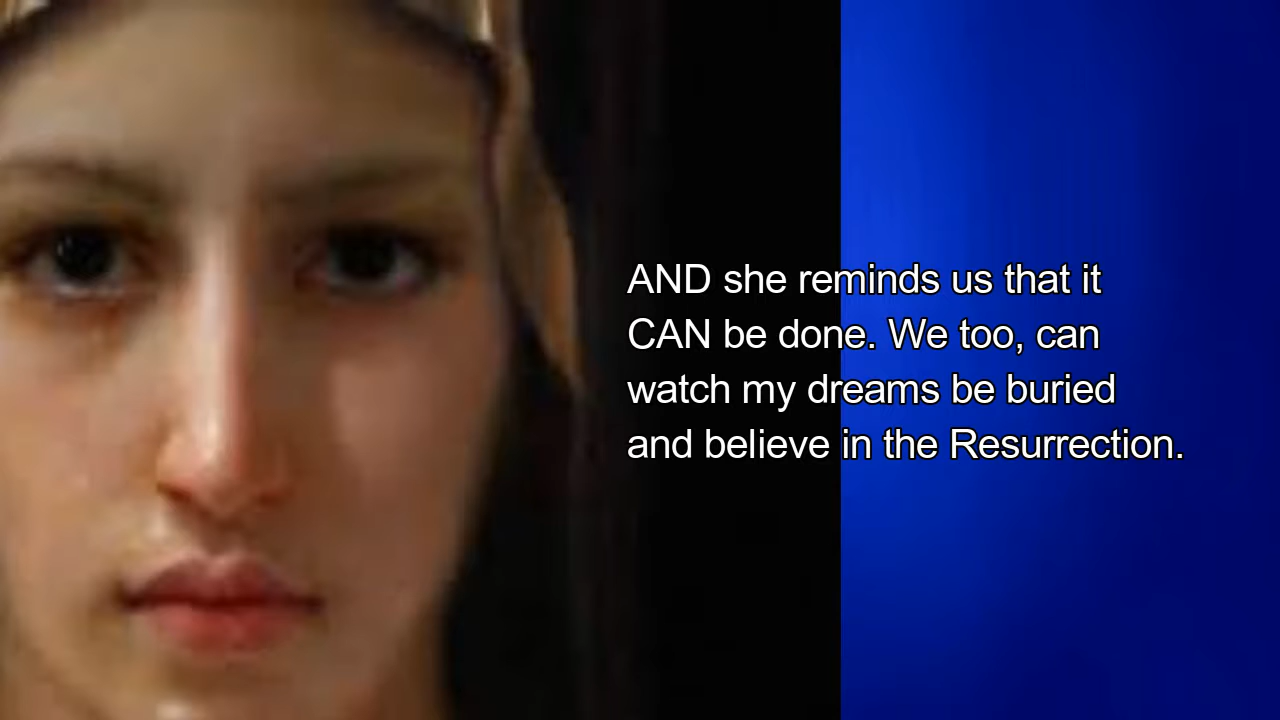 AND she reminds us that it
CAN be done. We too, can
watch my dreams be buried
and believe in the Resurrection.